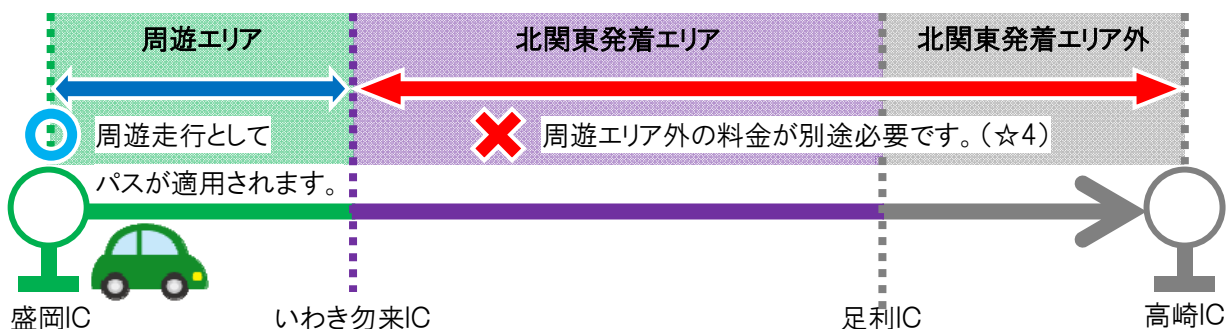 周遊エリア
北関東発着エリア
北関東発着エリア外
周遊走行として
パスが適用されます。
周遊エリア外の料金が別途必要です。(☆4)
盛岡IC
いわき勿来IC
足利IC
高崎IC